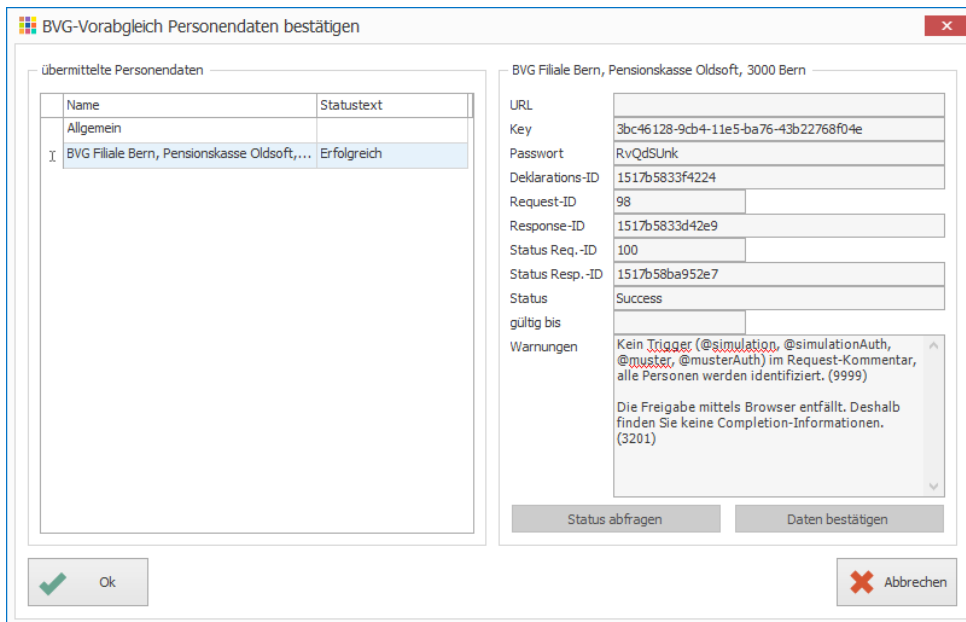 BVG-Vorabgleich Personendaten bestätigen
übermittelte Personendaten
Name Statustext
Allgemein
BVG Filiale Bern, Pensionskasse Oldsoft,... Erfolgreich
BVG Filiale Bern, Pensionskasse Oldsoft, 3000 Bern
URL
Key 3bc46128-9cb4-11e5-ba76-43b22768f04e
Passwort RvQdSUnk
Deklarations-ID 1517b5833f4224
Request-ID 98
Response-ID 1517b5833d42e9
Status Req.-ID 100
Status Resp.-ID 1517b58ba952e7
Status Success
gültig bis
Warnungen Kein Trigger (@simulation, @simulationAuth,
@muster, @musterAuth) im Request-Kommentar,
alle Personen werden identifiziert. (9999)
Die Freigabe mittels Browser entfällt. Deshalb
finden Sie keine Completion-Informationen.
(3201)
Status abfragen Daten bestätigen
Ok Abbrechen